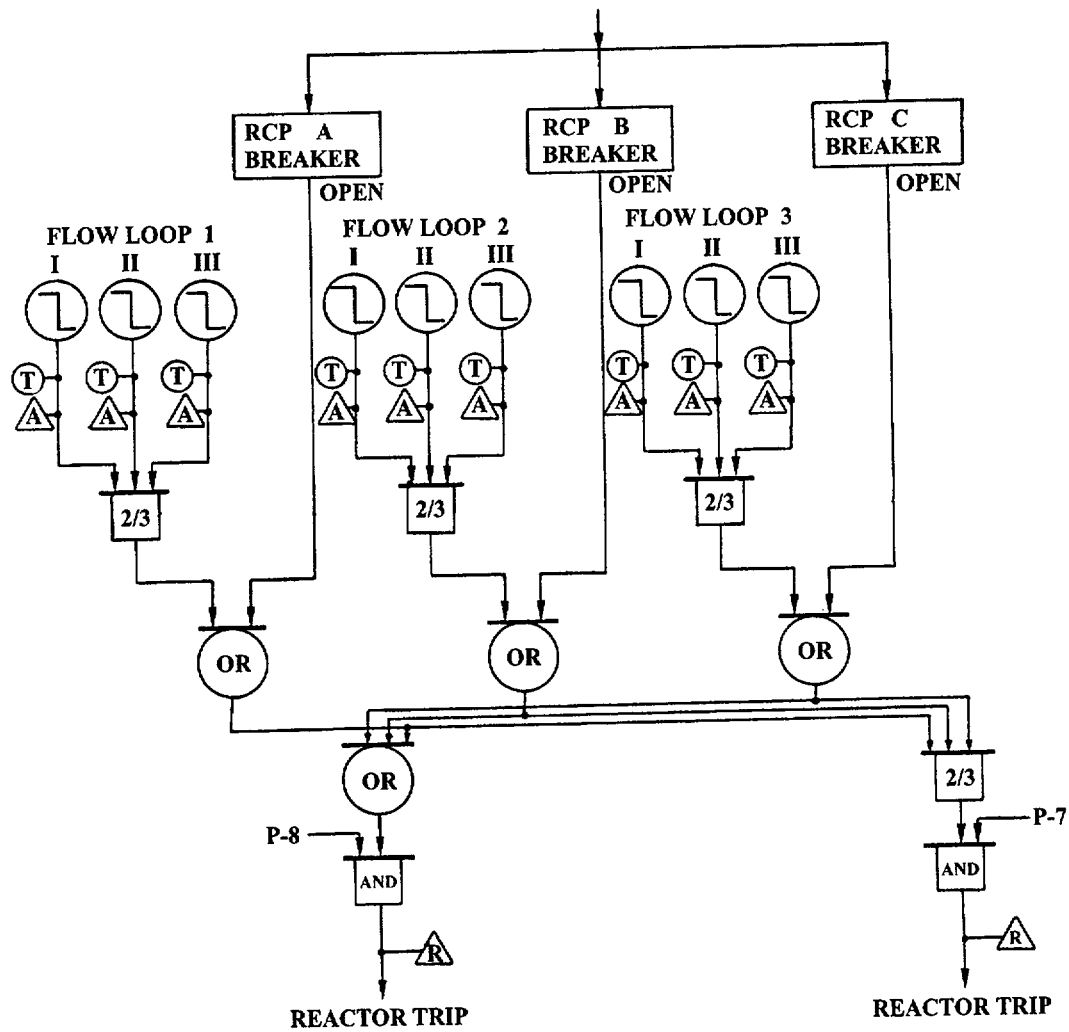 RCP A
BREAKER
RCP B
BREAKER
RCP C
BREAKER
OPEN
OPEN
OPEN
FLOW LOOP 1
I II III
FLOW LOOP 2
I II III
FLOW LOOP 3
I II III
T T T
T T T
T T T
A A A
A A A
A A A
2/3
2/3
2/3
OR
OR
OR
OR
2/3
P-8
P-7
AND
AND
R
R
REACTOR TRIP
REACTOR TRIP